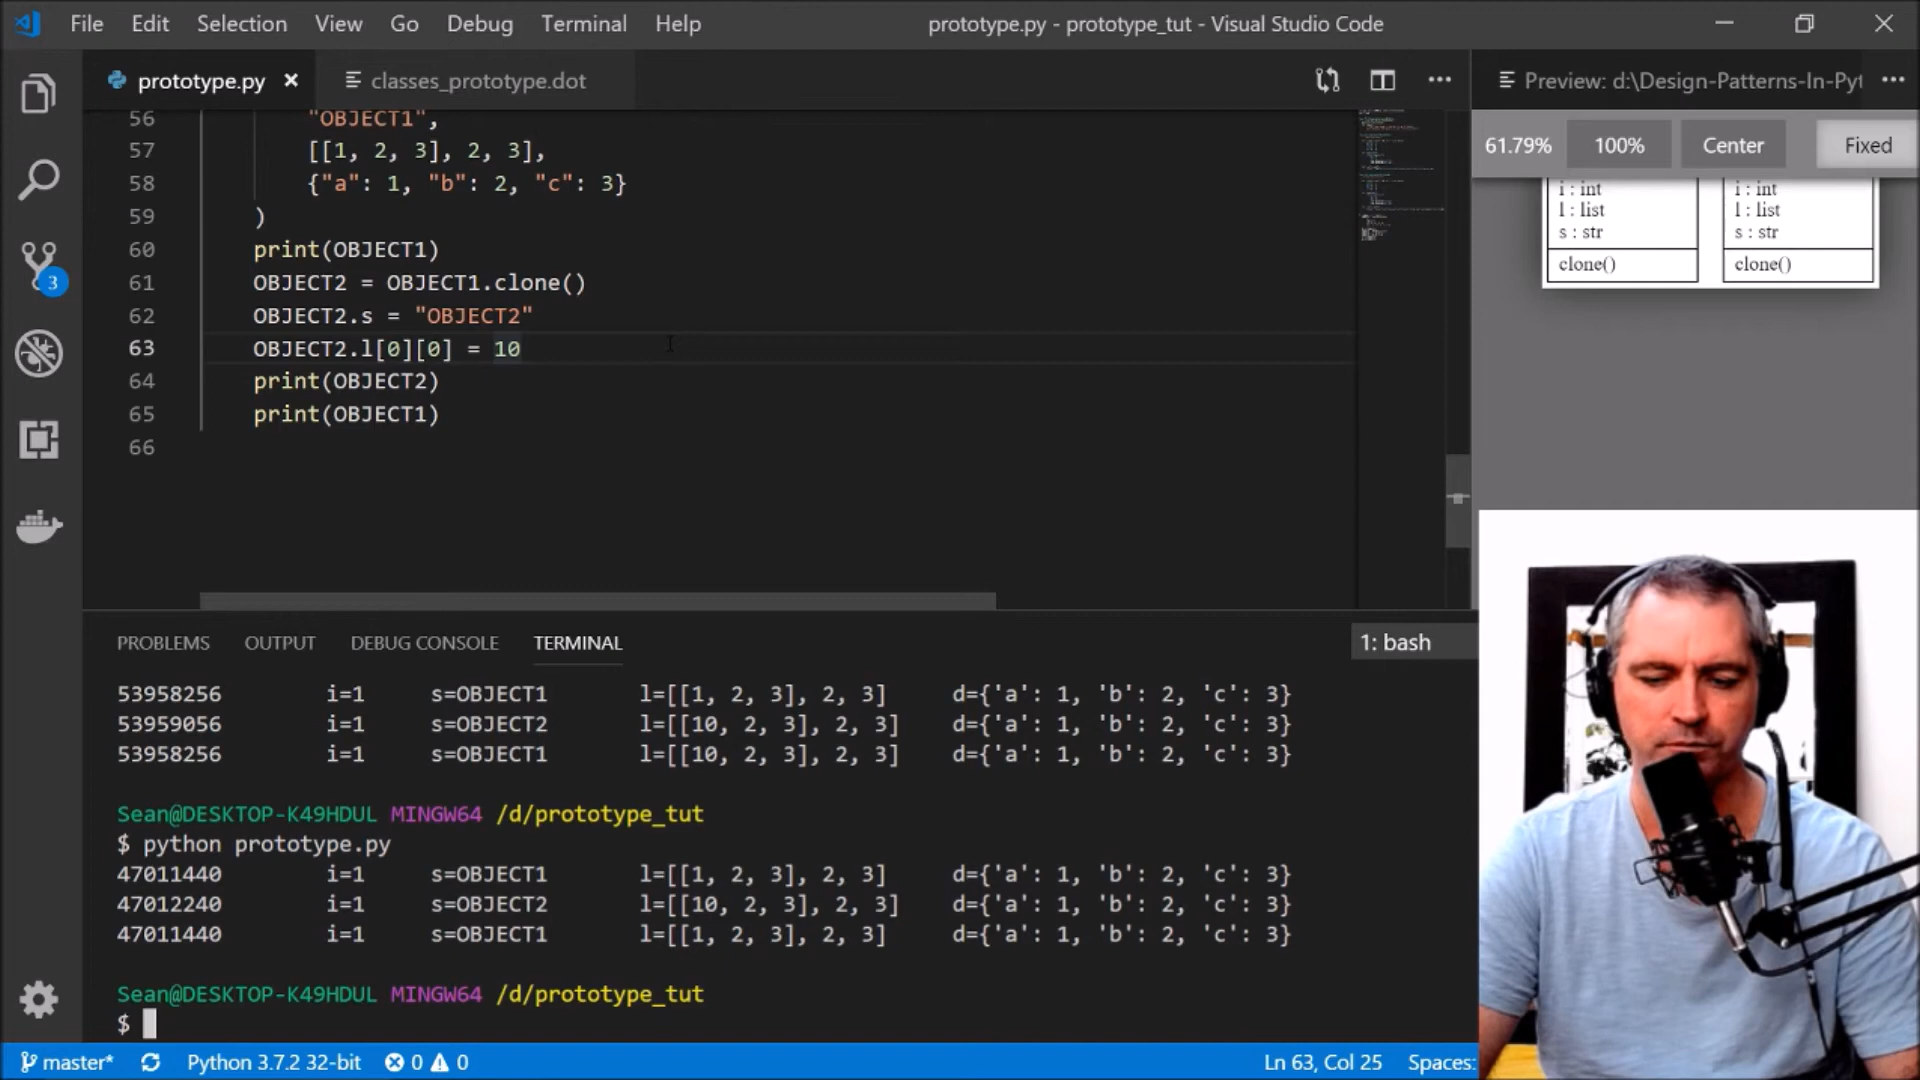 File Edit Selection View Go Debug Terminal Help
prototype.py - prototype_tut - Visual Studio Code
prototype.py ×
classes_prototype.dot
Preview: d:\Design-Patterns-In-Pyt
61.79% 100% Center Fixed
56 "OBJECT1",
57 [[1, 2, 3], 2, 3],
58 {"a": 1, "b": 2, "c": 3}
59 )
60 print(OBJECT1)
61 OBJECT2 = OBJECT1.clone()
62 OBJECT2.s = "OBJECT2"
63 OBJECT2.l[0][0] = 10
64 print(OBJECT2)
65 print(OBJECT1)
66
i : int
l : list
s : str
clone()
i : int
l : list
s : str
clone()
3
PROBLEMS OUTPUT DEBUG CONSOLE TERMINAL
1: bash
53958256 i=1 s=OBJECT1 l=[[1, 2, 3], 2, 3] d={'a': 1, 'b': 2, 'c': 3}
53959056 i=1 s=OBJECT2 l=[[10, 2, 3], 2, 3] d={'a': 1, 'b': 2, 'c': 3}
53958256 i=1 s=OBJECT1 l=[[10, 2, 3], 2, 3] d={'a': 1, 'b': 2, 'c': 3}
Sean@DESKTOP-K49HDUL MINGW64 /d/prototype_tut
$ python prototype.py
47011440 i=1 s=OBJECT1 l=[[1, 2, 3], 2, 3] d={'a': 1, 'b': 2, 'c': 3}
47012240 i=1 s=OBJECT2 l=[[10, 2, 3], 2, 3] d={'a': 1, 'b': 2, 'c': 3}
47011440 i=1 s=OBJECT1 l=[[1, 2, 3], 2, 3] d={'a': 1, 'b': 2, 'c': 3}
Sean@DESKTOP-K49HDUL MINGW64 /d/prototype_tut
$
master* Python 3.7.2 32-bit 0 0 Ln 63, Col 25 Spaces: